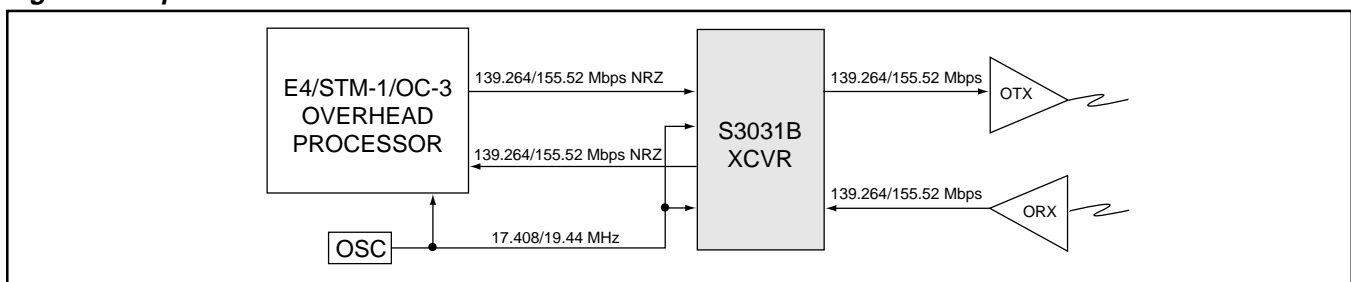 E4/STM-1/OC-3
OVERHEAD
PROCESSOR
139.264/155.52 Mbps NRZ
139.264/155.52 Mbps NRZ
S3031B
XCVR
139.264/155.52 Mbps
OTX
139.264/155.52 Mbps
ORX
OSC
17.408/19.44 MHz